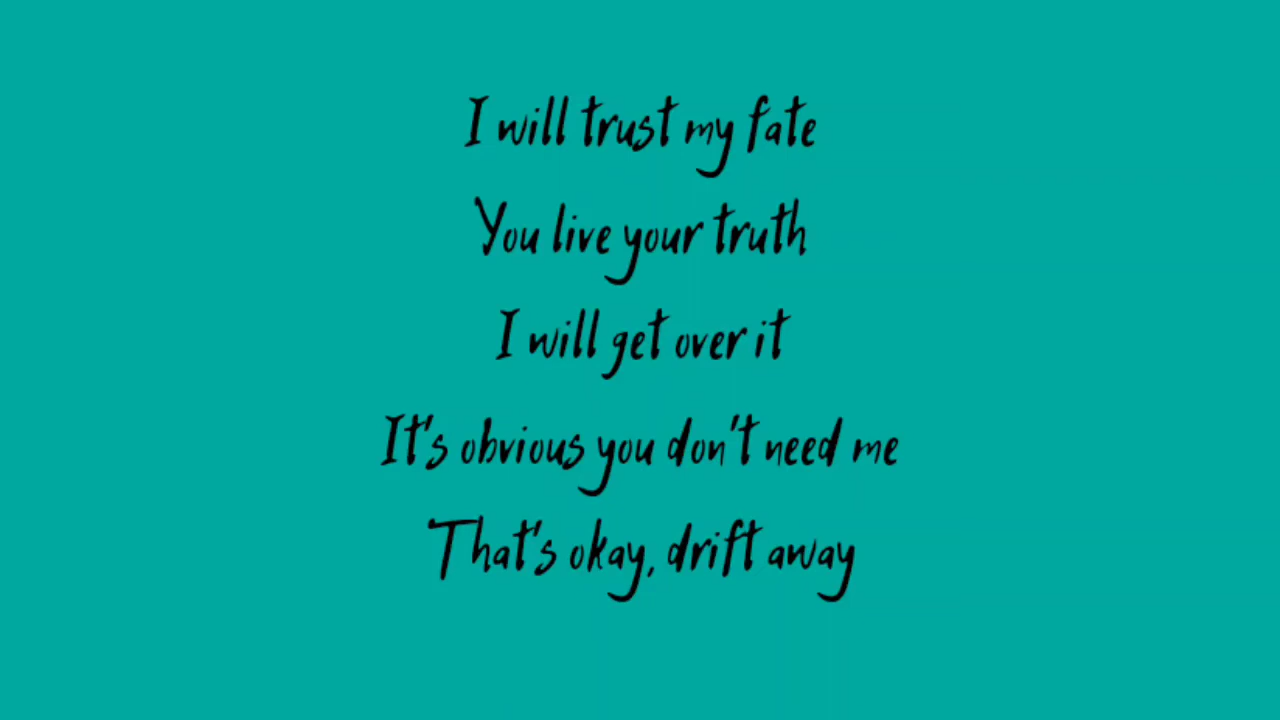 I will trust my fate
You live your truth
I will get over it
It's obvious you don't need me
That's okay, drift away